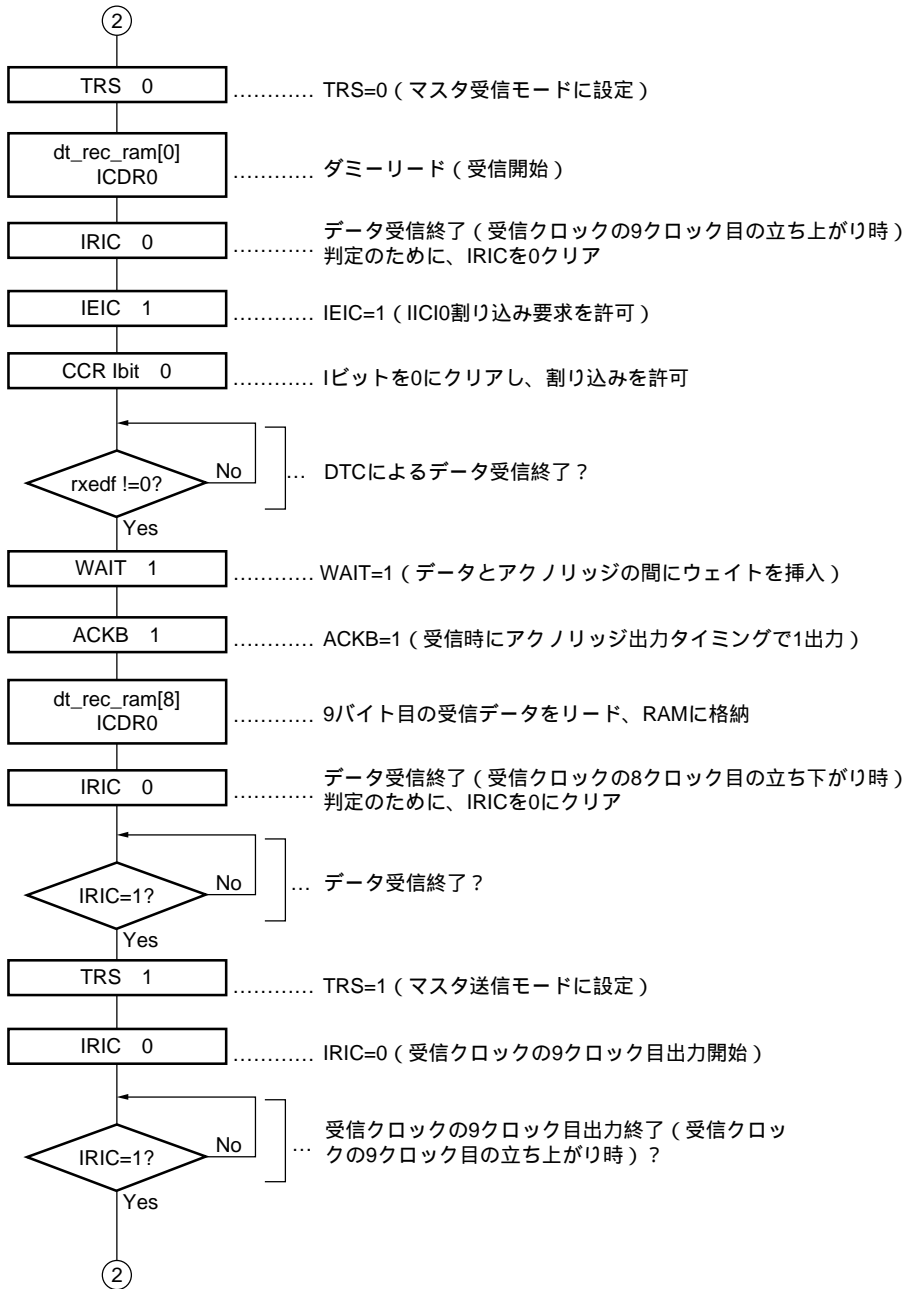 2
TRS 0
………… TRS=0（マスタ受信モードに設定）
dt_rec_ram[0]
ICDR0
………… ダミーリード（受信開始）
IRIC 0
データ受信終了（受信クロックの9クロック目の立ち上がり時）
………… 判定のために、IRICを0クリア
IEIC 1
………… IEIC=1（IICI0割り込み要求を許可）
CCR Ibit 0
………… Iビットを0にクリアし、割り込みを許可
rxedf !=0?
No
… DTCによるデータ受信終了？
Yes
WAIT 1
………… WAIT=1（データとアクノリッジの間にウェイトを挿入）
ACKB 1
………… ACKB=1（受信時にアクノリッジ出力タイミングで1出力）
dt_rec_ram[8]
ICDR0
………… 9バイト目の受信データをリード、RAMに格納
IRIC 0
データ受信終了（受信クロックの8クロック目の立ち下がり時）
………… 判定のために、IRICを0にクリア
IRIC=1?
No
… データ受信終了？
Yes
TRS 1
………… TRS=1（マスタ送信モードに設定）
IRIC 0
………… IRIC=0（受信クロックの9クロック目出力開始）
IRIC=1?
No
受信クロックの9クロック目出力終了（受信クロッ
… クの9クロック目の立ち上がり時）？
Yes
2